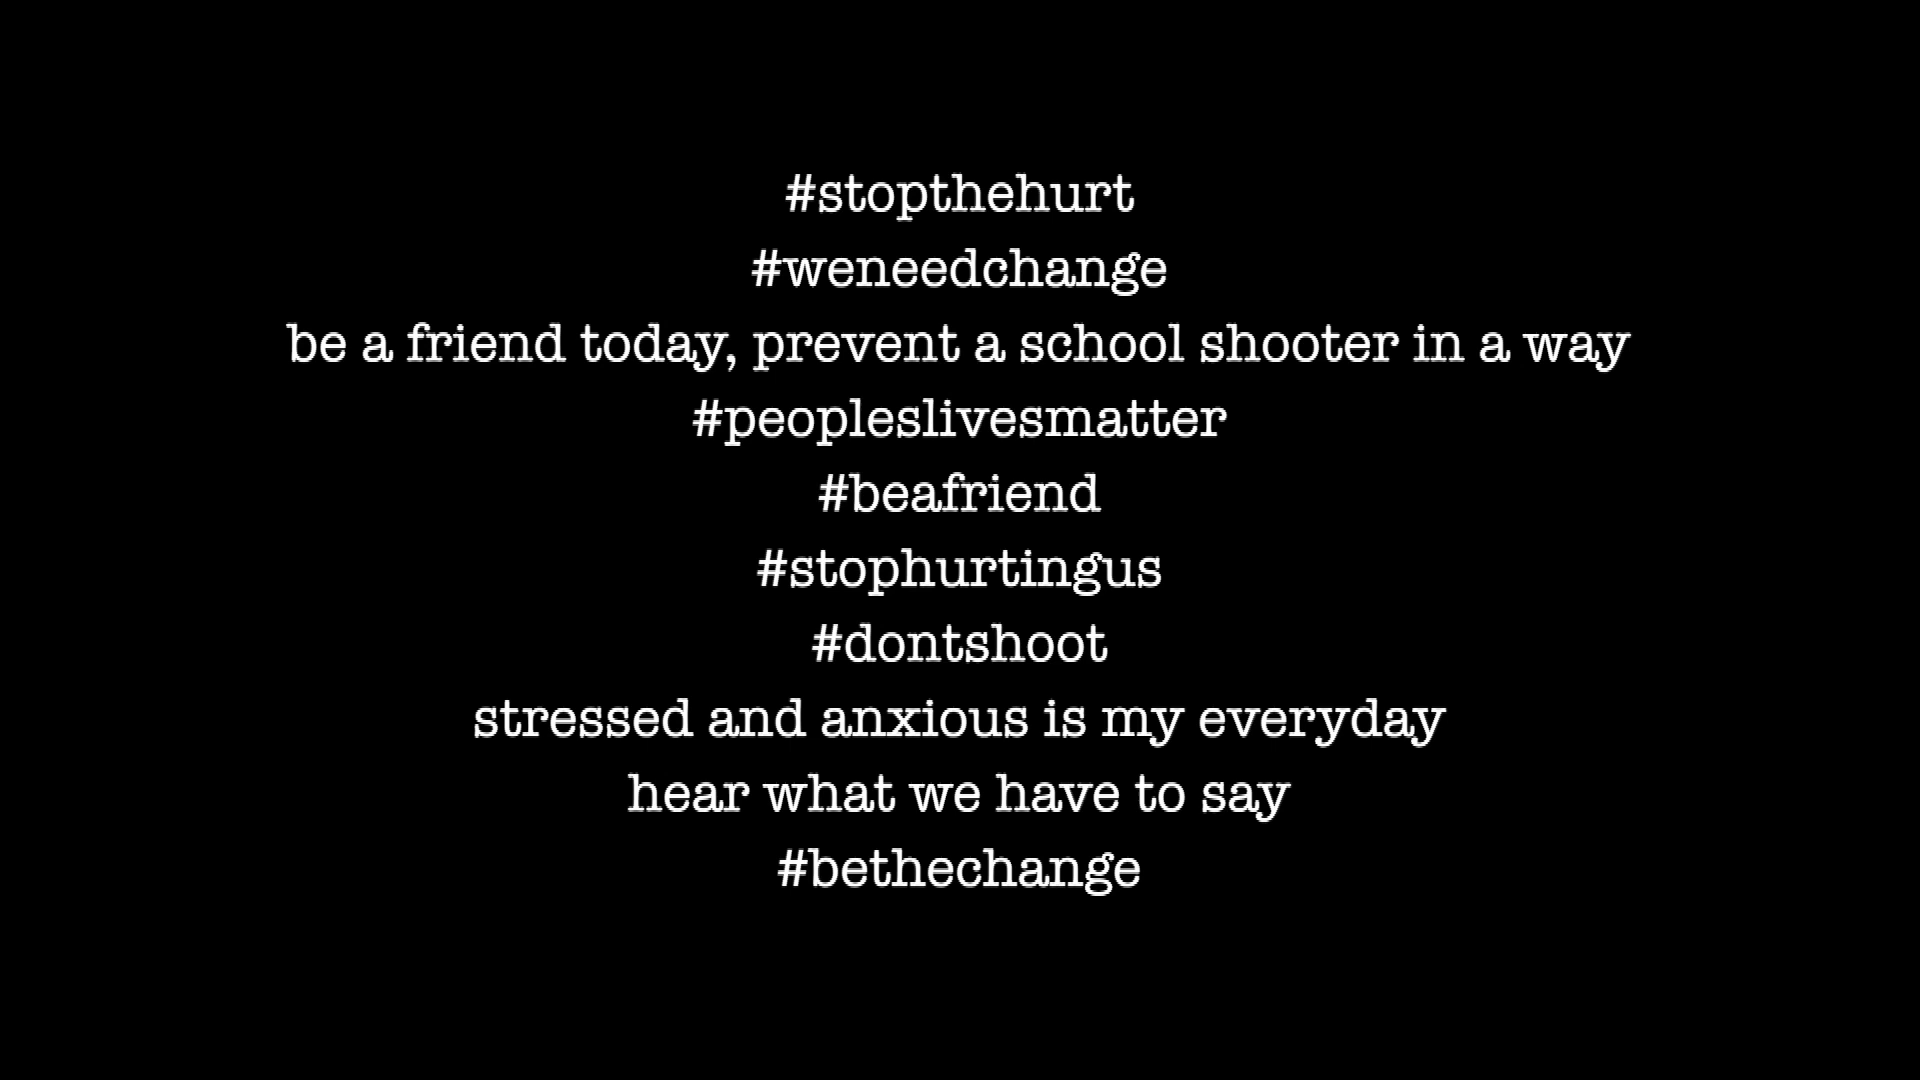 #stopthehurt
#weneedchange
be a friend today, prevent a school shooter in a way
#peopleslivesmatter
#beafriend
#stophurtingus
#dontshoot
stressed and anxious is my everyday
hear what we have to say
#bethechange